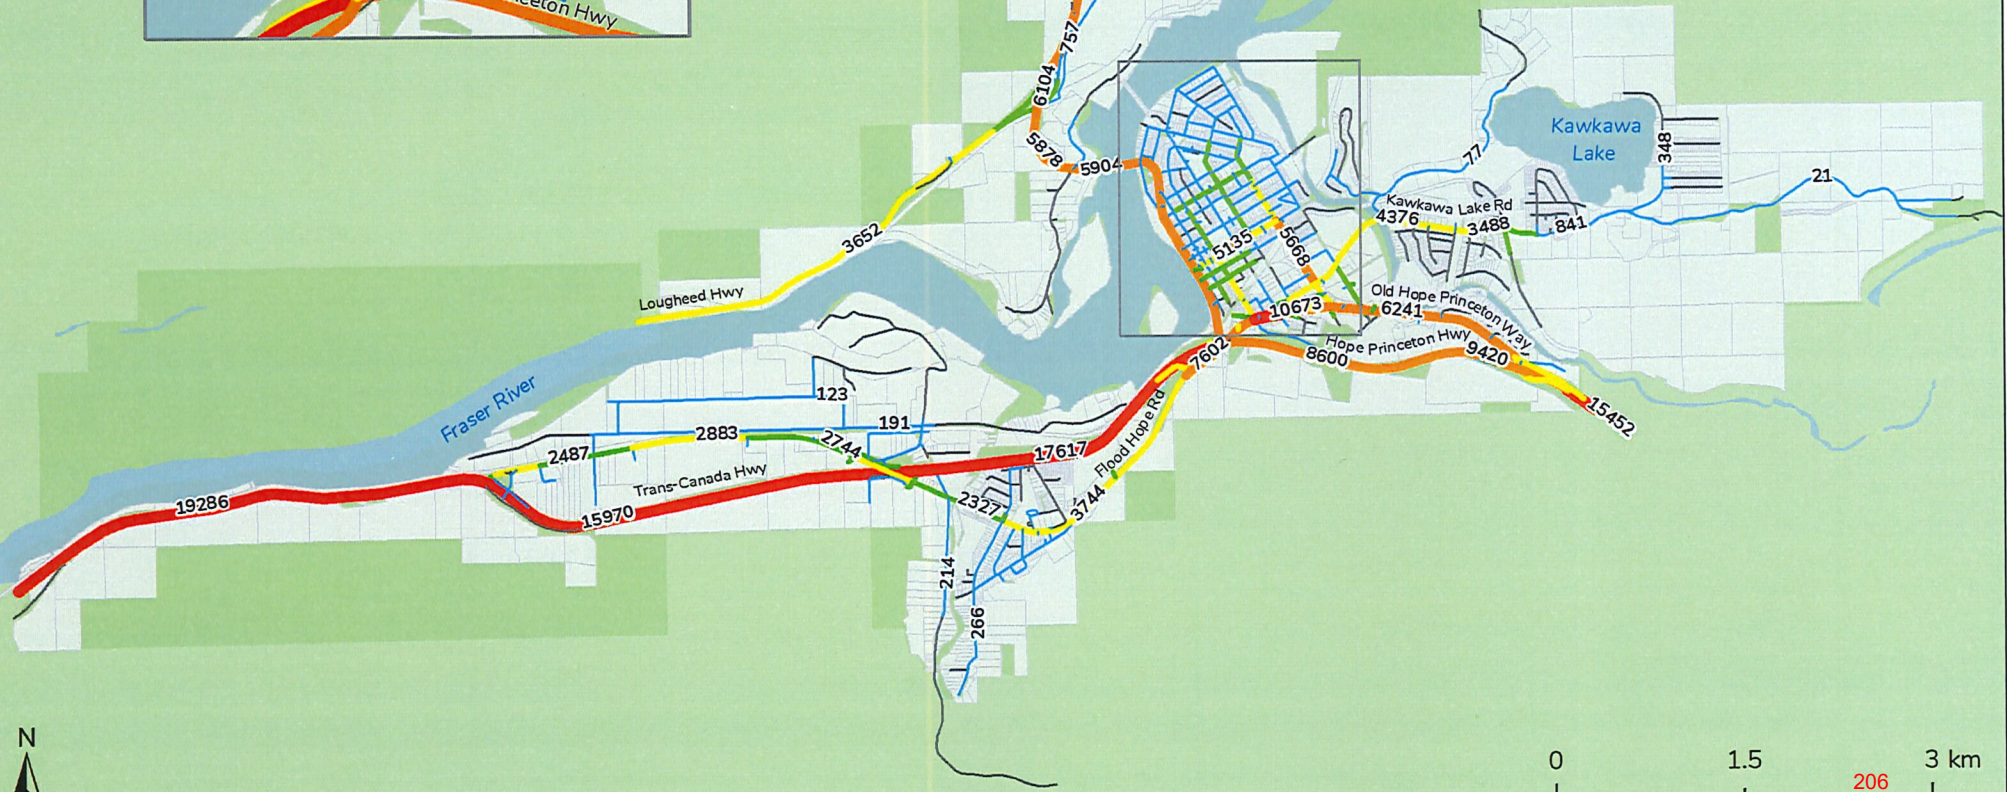 ceton Hwy
757
6104
5878
5904
Kawkawa
Lake
348
77
21
Kawkawa Lake Rd
4376
3488
841
3652
5135
5668
Lougheed Hwy
10673
Old Hope Princeton Way
6241
Hope Princeton Hwy
7602
8600
9420
15452
Fraser River
123
191
2883
2744
2487
17617
Flood Hope Rd
Trans-Canada Hwy
19286
15970
2327
3744
214
266
N
0 1.5 3 km
206